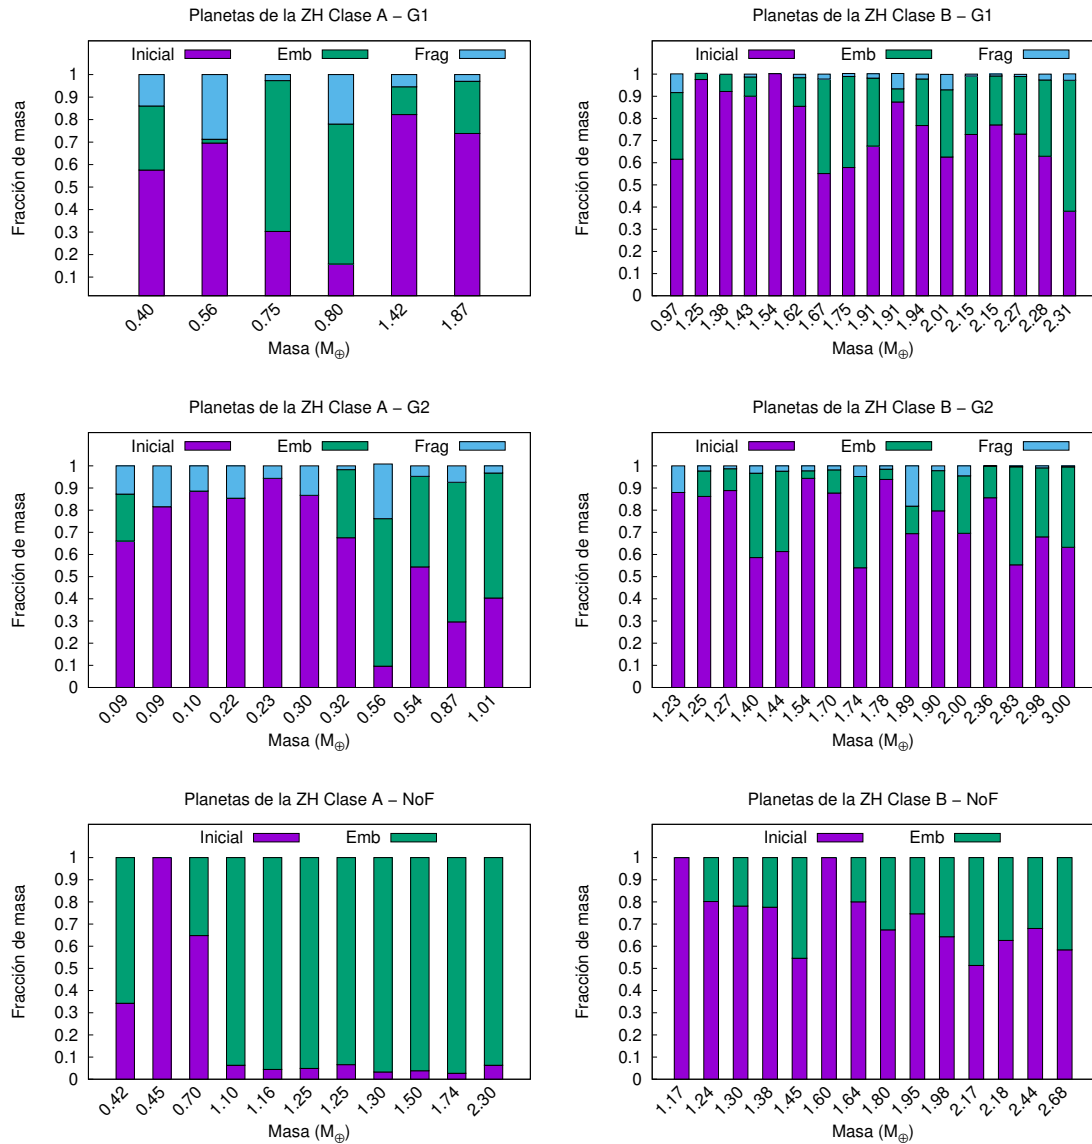 Planetas de la ZH Clase A − G1
Inicial Emb Frag
Fracción de masa
1
0.9
0.8
0.7
0.6
0.5
0.4
0.3
0.2
0.1
0.40 0.56 0.75 0.80 1.42 1.87
Masa (M⊕)
Planetas de la ZH Clase B − G1
Inicial Emb Frag
Fracción de masa
1
0.9
0.8
0.7
0.6
0.5
0.4
0.3
0.2
0.1
0
0.97 1.25 1.38 1.43 1.54 1.62 1.67 1.75 1.91 1.91 1.94 2.01 2.15 2.15 2.27 2.28 2.31
Masa (M⊕)
Planetas de la ZH Clase A − G2
Inicial Emb Frag
Fracción de masa
1
0.9
0.8
0.7
0.6
0.5
0.4
0.3
0.2
0.1
0
0.09 0.09 0.10 0.22 0.23 0.30 0.32 0.56 0.54 0.87 1.01
Masa (M⊕)
Planetas de la ZH Clase B − G2
Inicial Emb Frag
Fracción de masa
1
0.9
0.8
0.7
0.6
0.5
0.4
0.3
0.2
0.1
0
1.23 1.25 1.27 1.40 1.44 1.54 1.70 1.74 1.78 1.89 1.90 2.00 2.36 2.83 2.98 3.00
Masa (M⊕)
Planetas de la ZH Clase A − NoF
Inicial Emb
Fracción de masa
1
0.9
0.8
0.7
0.6
0.5
0.4
0.3
0.2
0.1
0
0.42 0.45 0.70 1.10 1.16 1.25 1.25 1.30 1.50 1.74 2.30
Masa (M⊕)
Planetas de la ZH Clase B − NoF
Inicial Emb
Fracción de masa
1
0.9
0.8
0.7
0.6
0.5
0.4
0.3
0.2
0.1
0
1.17 1.24 1.30 1.38 1.45 1.60 1.64 1.80 1.95 1.98 2.17 2.18 2.44 2.68
Masa (M⊕)